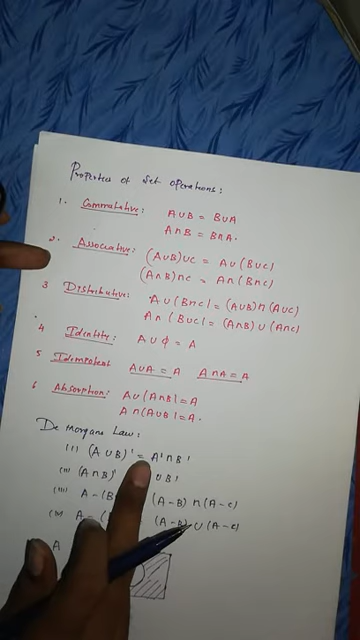 Properties of Set Operations:
1. Commutative: A∪B = B∪A
A∩B = B∩A.
2. Associative: (A∪B)∪C = A∪(B∪C)
(A∩B)∩C = A∩(B∩C)
3 Distributive: A∪(B∩C) = (A∪B)∩(A∪C)
A∩(B∪C) = (A∩B)∪(A∩C)
4 Identity: A∪ϕ = A
5 Idempotent A∪A = A A∩A = A
6 Absorption: A∪(A∩B) = A
A∩(A∪B) = A.
De morgans Law:
(i) (A∪B)' = A'∩B'
(ii) (A∩B)' ∪B'
(iii) A-(B (A-B)∩(A-C)
(iv) A-( (A-B)∪(A-C)
A